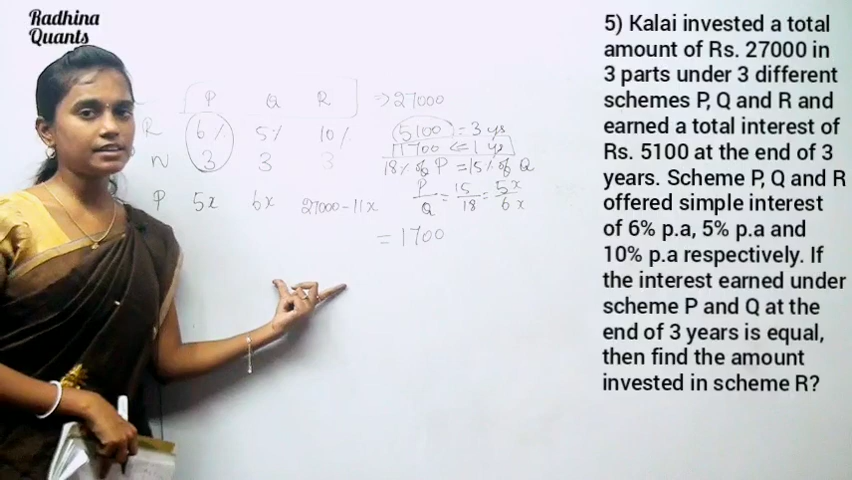 Radhina
Quants
P Q R => 27000
R 6% 5% 10% 5100 = 3 ys
N 3 3 3 1700 <= 1 ys
18% of P = 15% of Q
P 5x 6x 27000-11x P/Q = 15/18 = 5x/6x
= 1700
5) Kalai invested a total
amount of Rs. 27000 in
3 parts under 3 different
schemes P, Q and R and
earned a total interest of
Rs. 5100 at the end of 3
years. Scheme P, Q and R
offered simple interest
of 6% p.a, 5% p.a and
10% p.a respectively. If
the interest earned under
scheme P and Q at the
end of 3 years is equal,
then find the amount
invested in scheme R?